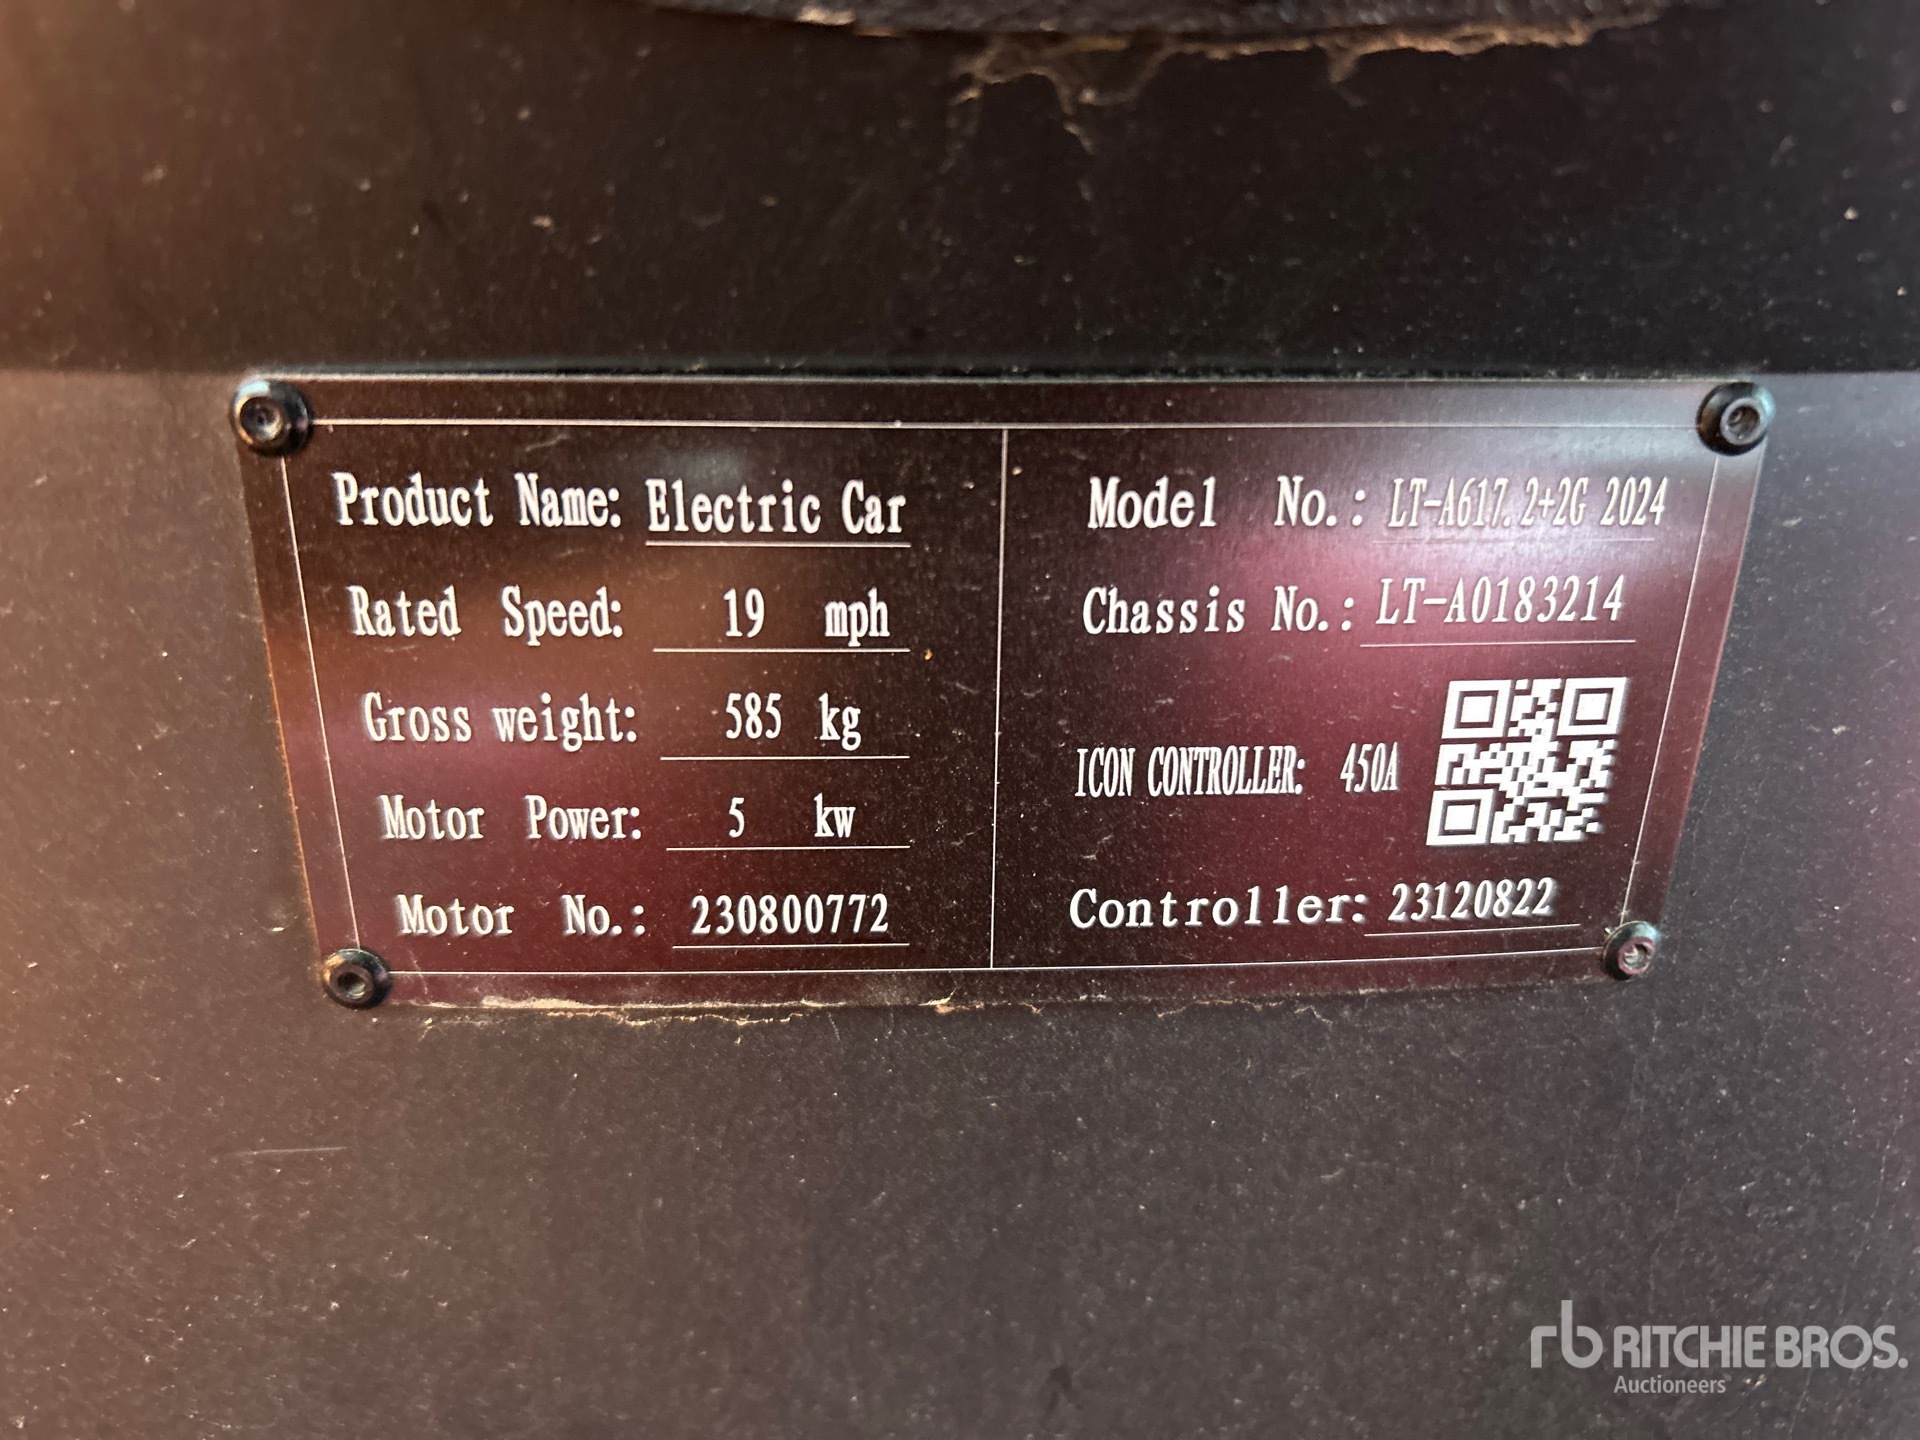 Product Name: Electric Car
Rated Speed: 19 mph
Gross weight: 585 kg
Motor Power: 5 kw
Motor No.: 230800772
Model No.: LT-A617.2+2G 2024
Chassis No.: LT-A0183214
ICON CONTROLLER: 450A
Controller: 23120822
rb RITCHIE BROS.
Auctioneers